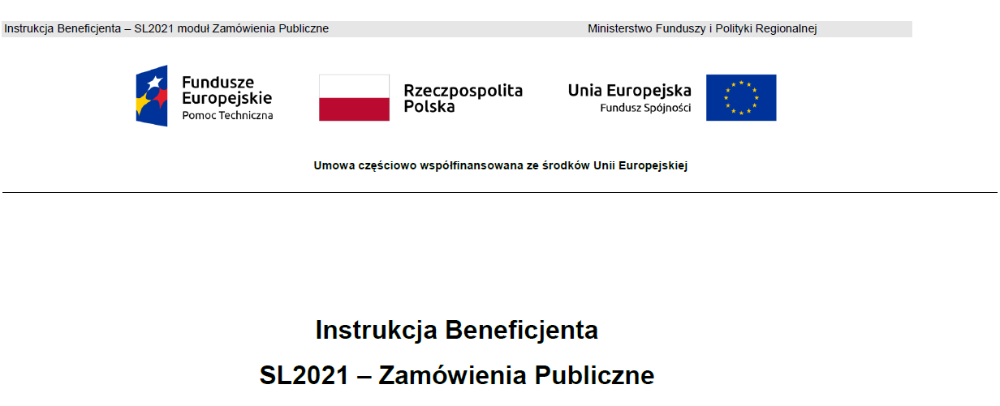 Instrukcja Beneficjenta – SL2021 moduł Zamówienia Publiczne Ministerstwo Funduszy i Polityki Regionalnej
Fundusze
Europejskie
Pomoc Techniczna
Rzeczpospolita
Polska
Unia Europejska
Fundusz Spójności
Umowa częściowo współfinansowana ze środków Unii Europejskiej
Instrukcja Beneficjenta
SL2021 – Zamówienia Publiczne